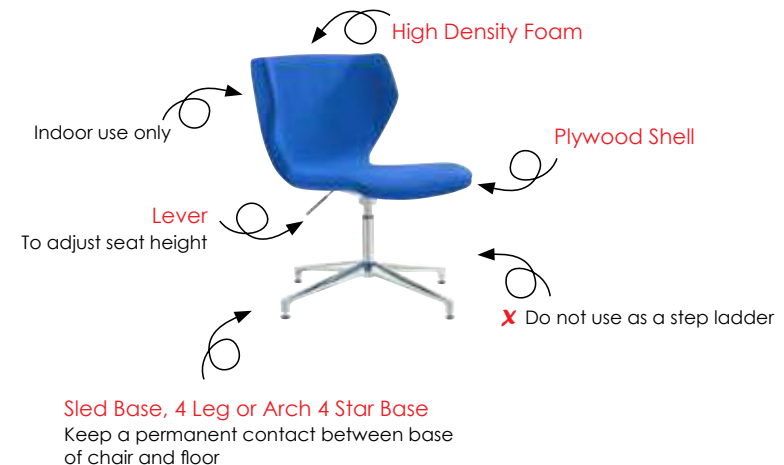 High Density Foam
Indoor use only
Plywood Shell
Lever
To adjust seat height
✗ Do not use as a step ladder
Sled Base, 4 Leg or Arch 4 Star Base
Keep a permanent contact between base
of chair and floor